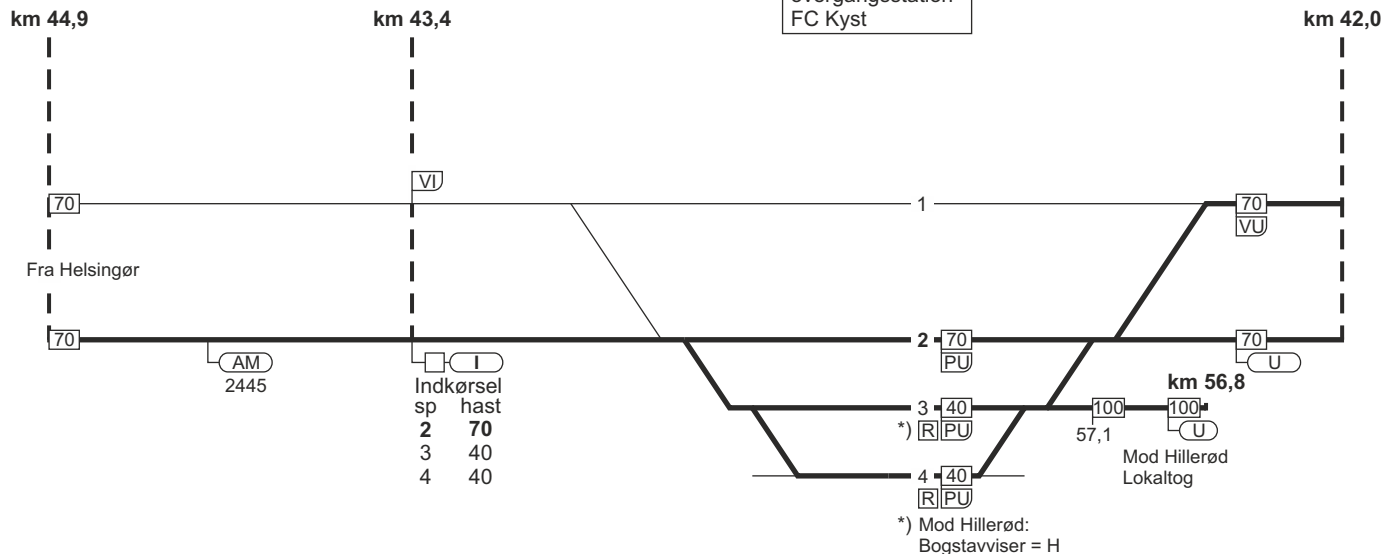 overgangsstation
FC Kyst
km 44,9
km 43,4
km 42,0
VI
70
1
70
VU
Fra Helsingør
70
2
70
70
AM
2445
I
PU
U
Indkørsel
sp hast
2 70
3 40
4 40
km 56,8
3
40
100
100
*) R PU
57,1
U
Mod Hillerød
Lokaltog
4
40
R PU
*) Mod Hillerød:
Bogstavviser = H